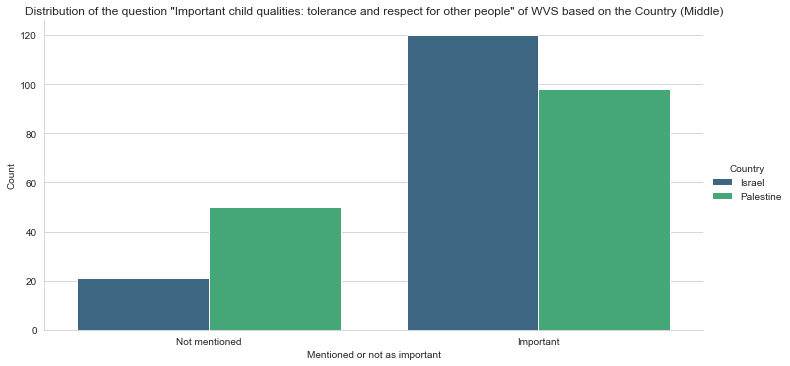 Distribution of the question "Important child qualities: tolerance and respect for other people" of WVS based on the Country (Middle)
120
100
80
60
40
20
0
Count
Not mentioned
Important
Mentioned or not as important
Country
Israel
Palestine